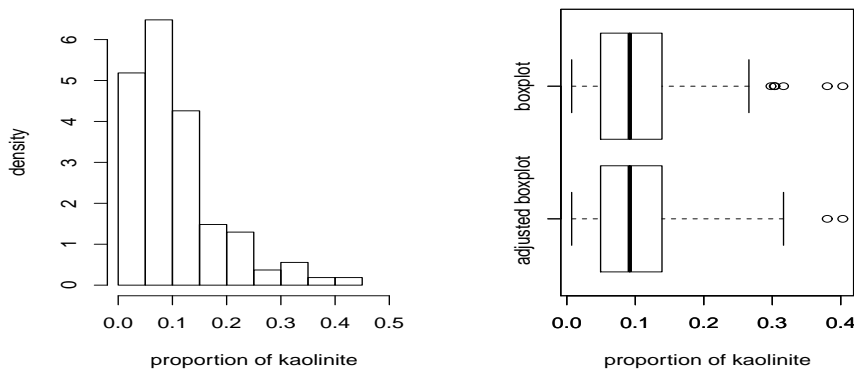 density
0 1 2 3 4 5 6
0.0 0.1 0.2 0.3 0.4 0.5
proportion of kaolinite
boxplot
adjusted boxplot
0.0 0.1 0.2 0.3 0.4
proportion of kaolinite